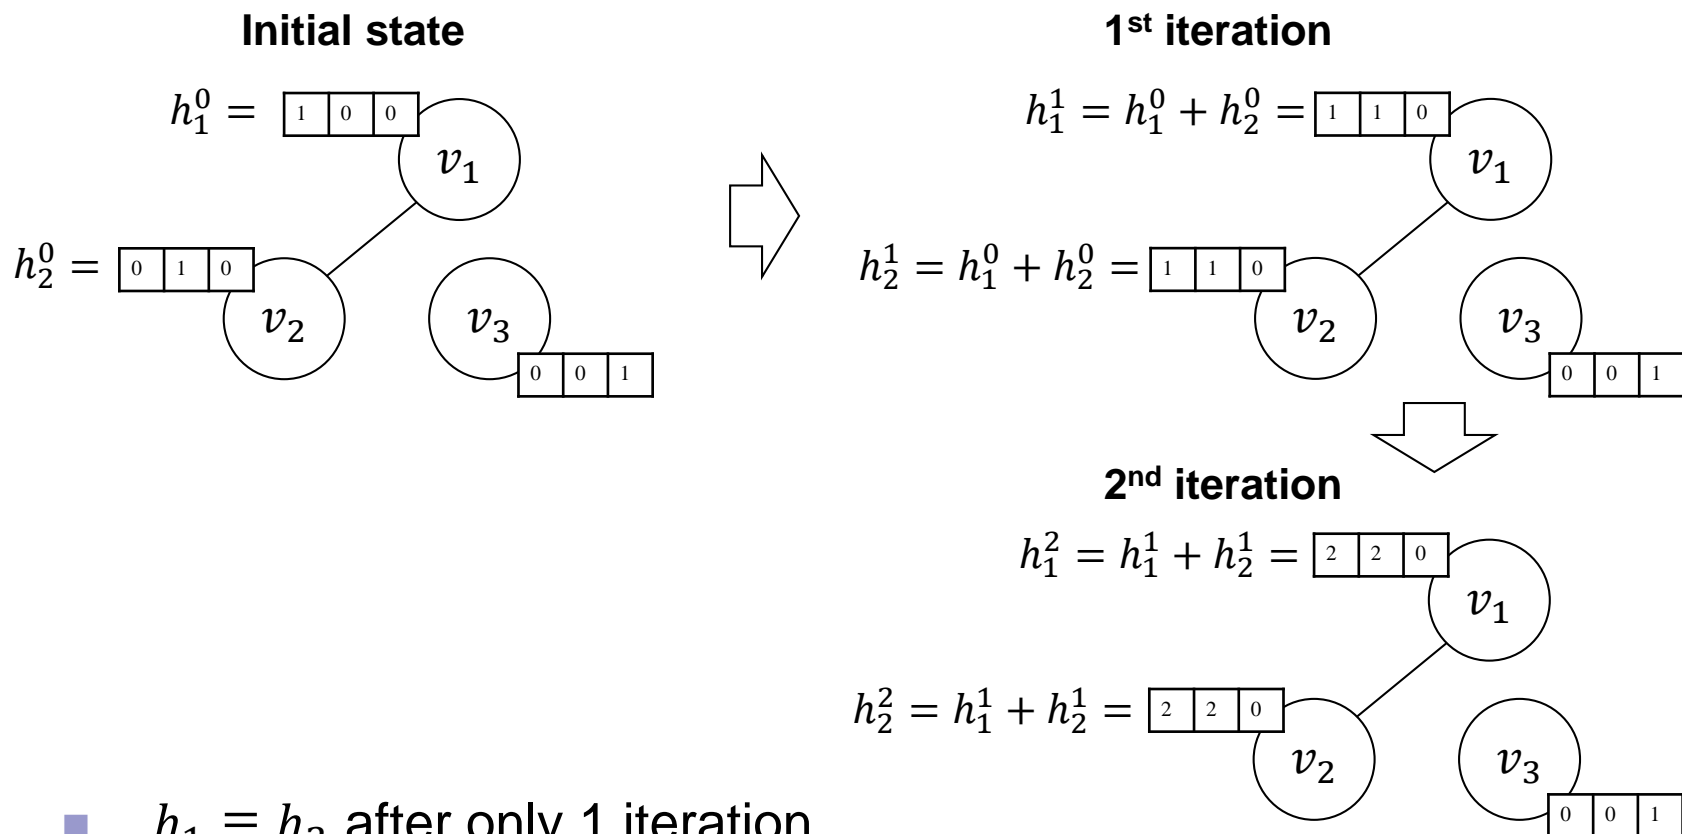 Initial state
h₁⁰ = 1 0 0
v₁
h₂⁰ = 0 1 0
v₂ v₃
0 0 1
1st iteration
h₁¹ = h₁⁰ + h₂⁰ = 1 1 0
v₁
h₂¹ = h₁⁰ + h₂⁰ = 1 1 0
v₂ v₃
0 0 1
2nd iteration
h₁² = h₁¹ + h₂¹ = 2 2 0
v₁
h₂² = h₁¹ + h₂¹ = 2 2 0
v₂ v₃
0 0 1
h₁ = h₂ after only 1 iteration